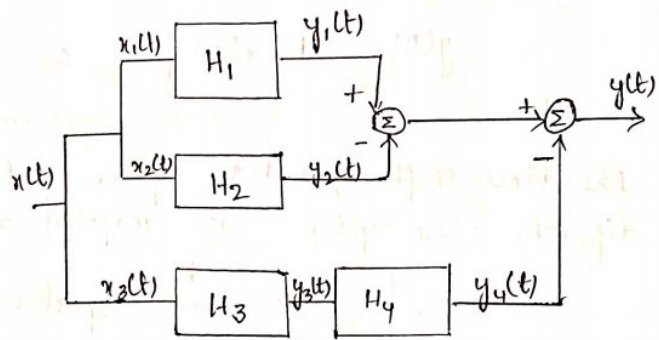 x₁(t) H₁ y₁(t)
+
Σ + Σ y(t)
-
x₂(t) H₂ y₂(t)
-
x(t)
x₃(t) H₃ y₃(t) H₄ y₄(t)